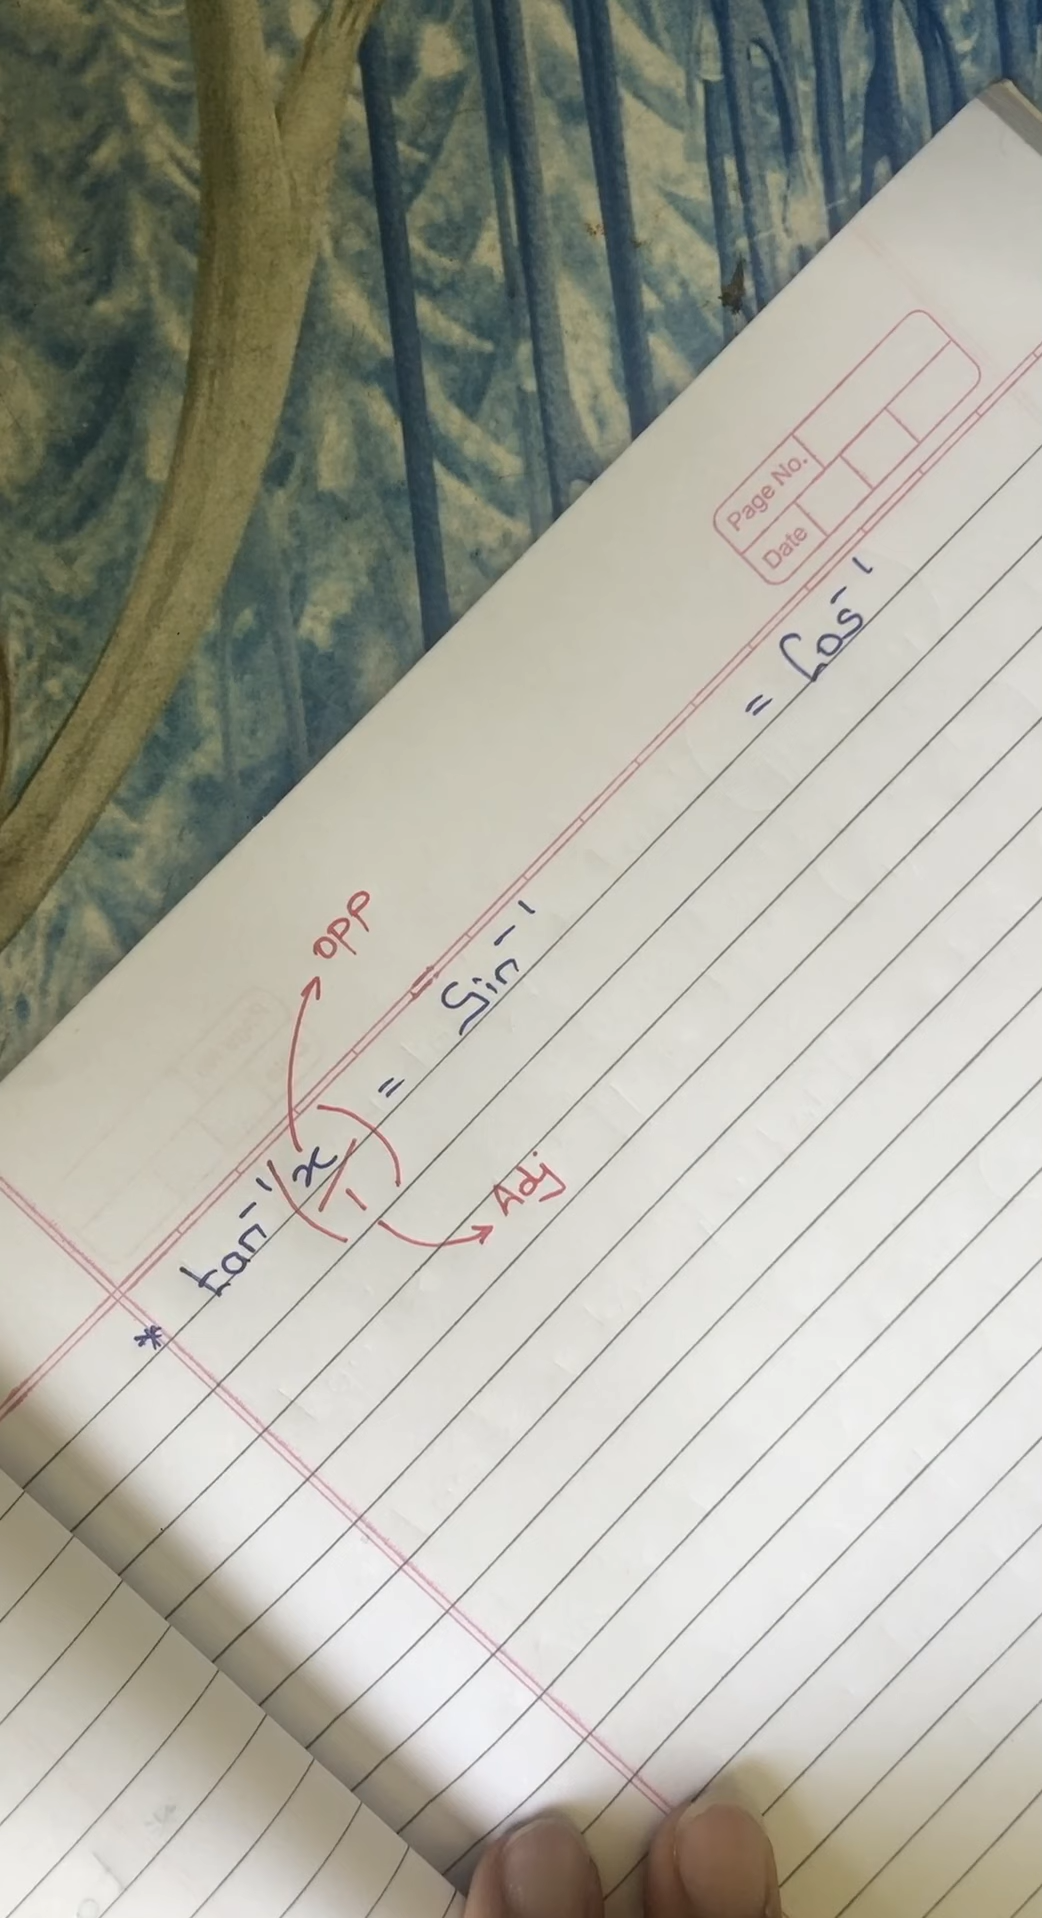 Page No.
Date
* tan⁻¹(x/1) = Sin⁻¹ = Cos⁻¹
OPP
Adj